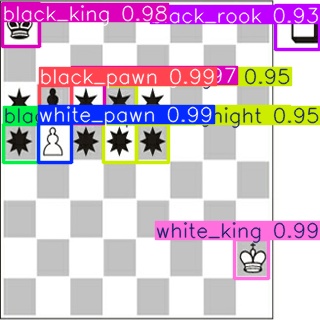 black_king 0.98
ack_rook 0.93
black_pawn 0.99
97
0.95
blac
white_pawn 0.99
night 0.95
white_king 0.99